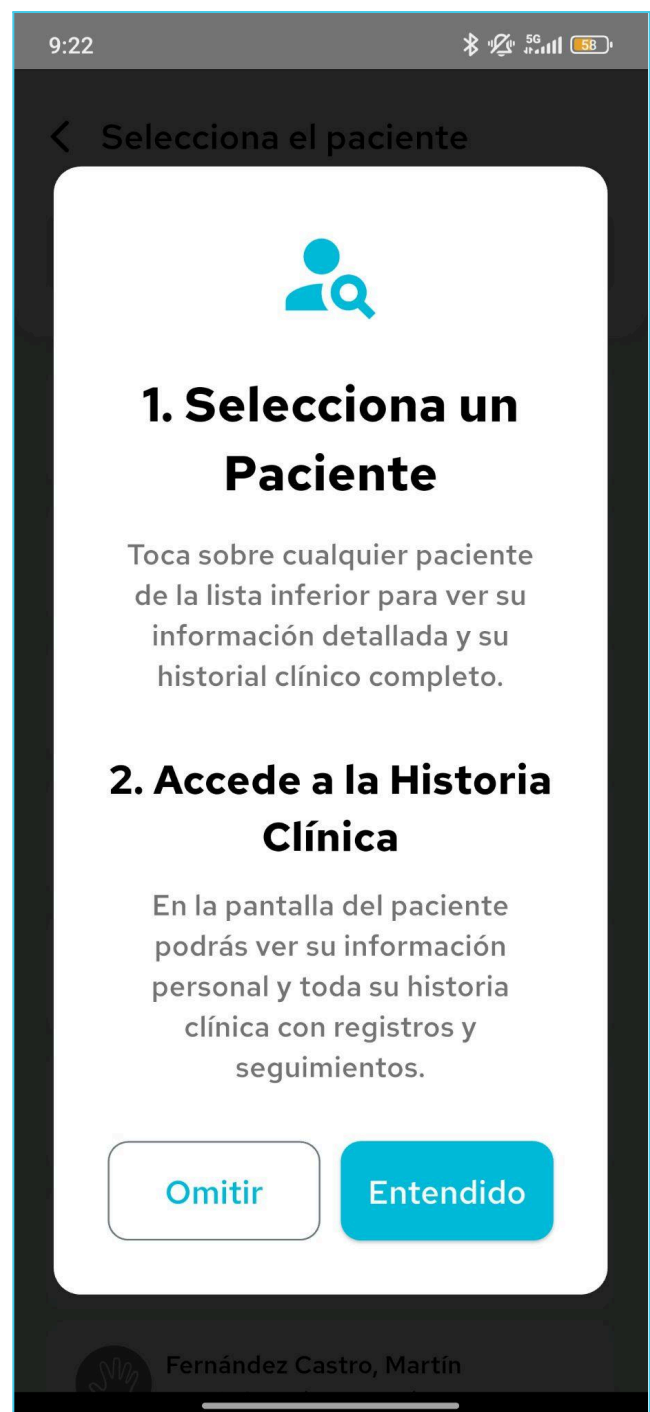 9:22
5G
58
Selecciona el paciente
1. Selecciona un
Paciente
Toca sobre cualquier paciente
de la lista inferior para ver su
información detallada y su
historial clínico completo.
2. Accede a la Historia
Clínica
En la pantalla del paciente
podrás ver su información
personal y toda su historia
clínica con registros y
seguimientos.
Omitir
Entendido
Fernández Castro, Martín